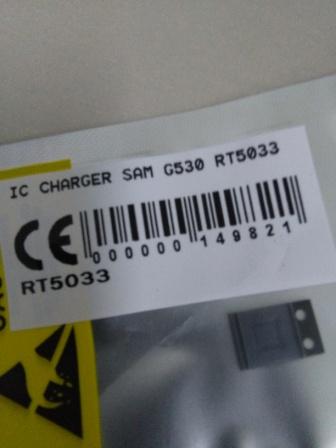 IC CHARGER SAM G530 RT5033
CE
000000 149821
RT5033